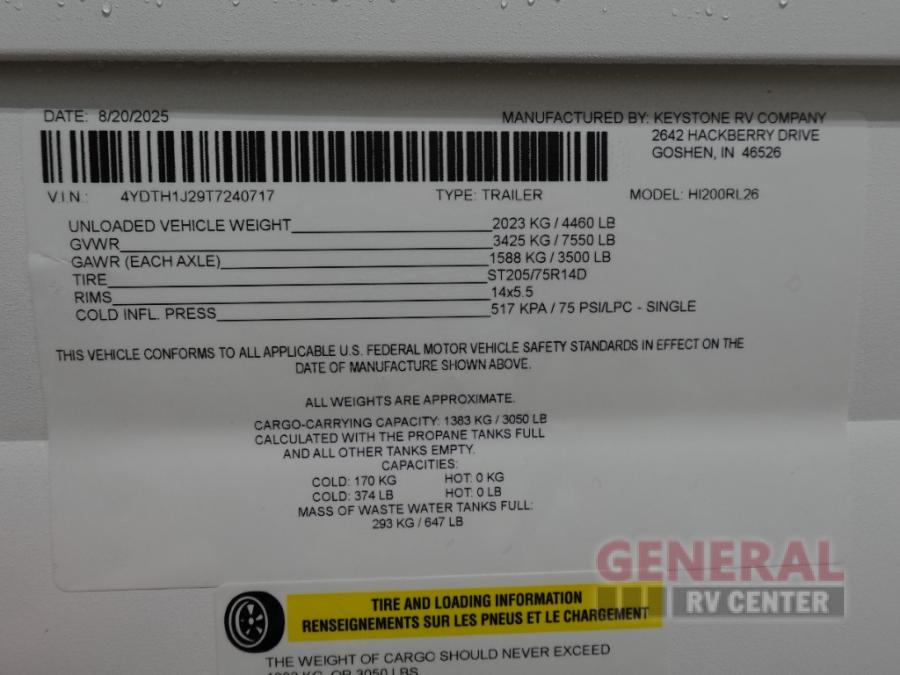 DATE: 8/20/2025
MANUFACTURED BY: KEYSTONE RV COMPANY
2642 HACKBERRY DRIVE
GOSHEN, IN 46526
V.I.N.: 4YDTH1J29T7240717 TYPE: TRAILER MODEL: HI200RL26
UNLOADED VEHICLE WEIGHT 2023 KG / 4460 LB
GVWR 3425 KG / 7550 LB
GAWR (EACH AXLE) 1588 KG / 3500 LB
TIRE ST205/75R14D
RIMS 14x5.5
COLD INFL. PRESS 517 KPA / 75 PSI/LPC - SINGLE
THIS VEHICLE CONFORMS TO ALL APPLICABLE U.S. FEDERAL MOTOR VEHICLE SAFETY STANDARDS IN EFFECT ON THE
DATE OF MANUFACTURE SHOWN ABOVE.
ALL WEIGHTS ARE APPROXIMATE.
CARGO-CARRYING CAPACITY: 1383 KG / 3050 LB
CALCULATED WITH THE PROPANE TANKS FULL
AND ALL OTHER TANKS EMPTY.
CAPACITIES:
COLD: 170 KG HOT: 0 KG
COLD: 374 LB HOT: 0 LB
MASS OF WASTE WATER TANKS FULL:
293 KG / 647 LB
GENERAL
RV CENTER
TIRE AND LOADING INFORMATION
RENSEIGNEMENTS SUR LES PNEUS ET LE CHARGEMENT
THE WEIGHT OF CARGO SHOULD NEVER EXCEED
1383 KG. OR 3050 LBS